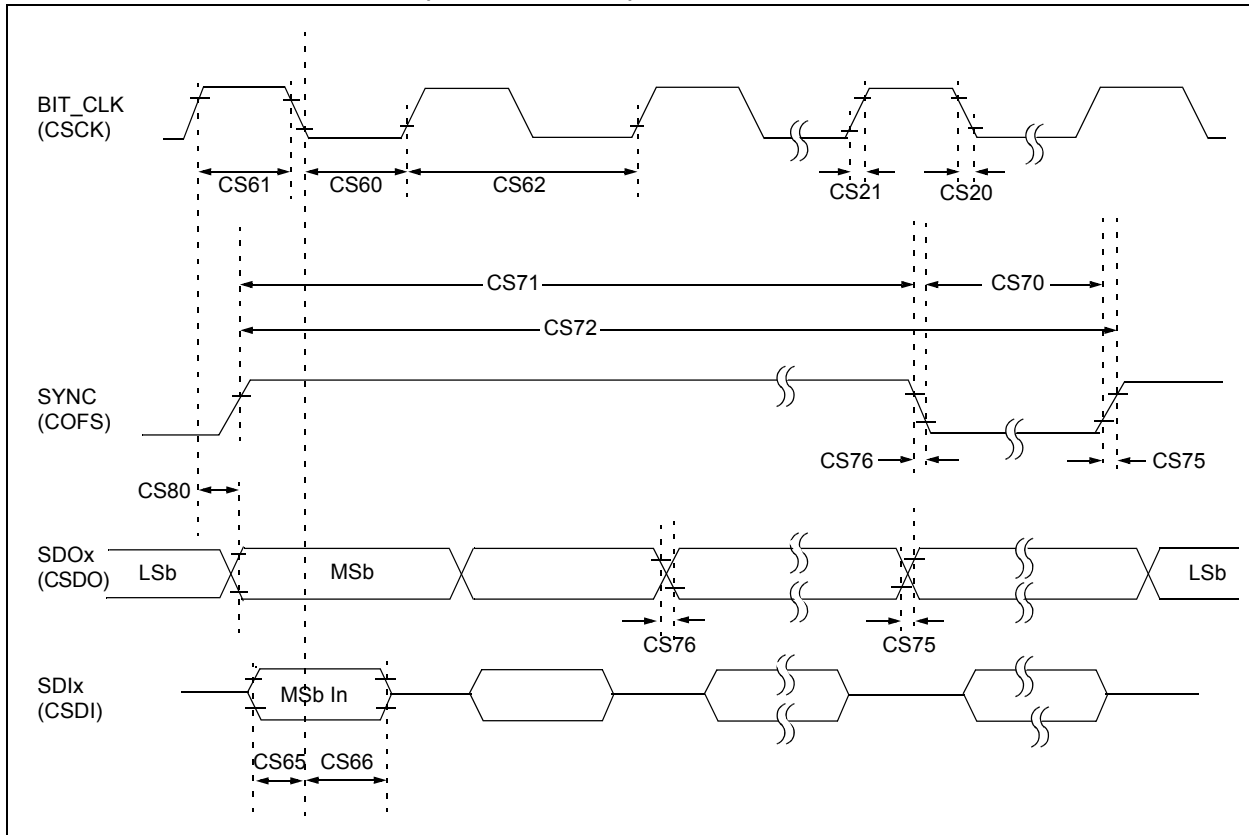 BIT_CLK
(CSCK)
CS61
CS60
CS62
CS21
CS20
CS71
CS70
CS72
SYNC
(COFS)
CS76
CS75
CS80
SDOx
(CSDO)
LSb
MSb
LSb
CS76
CS75
SDIx
(CSDI)
MSb In
CS65
CS66